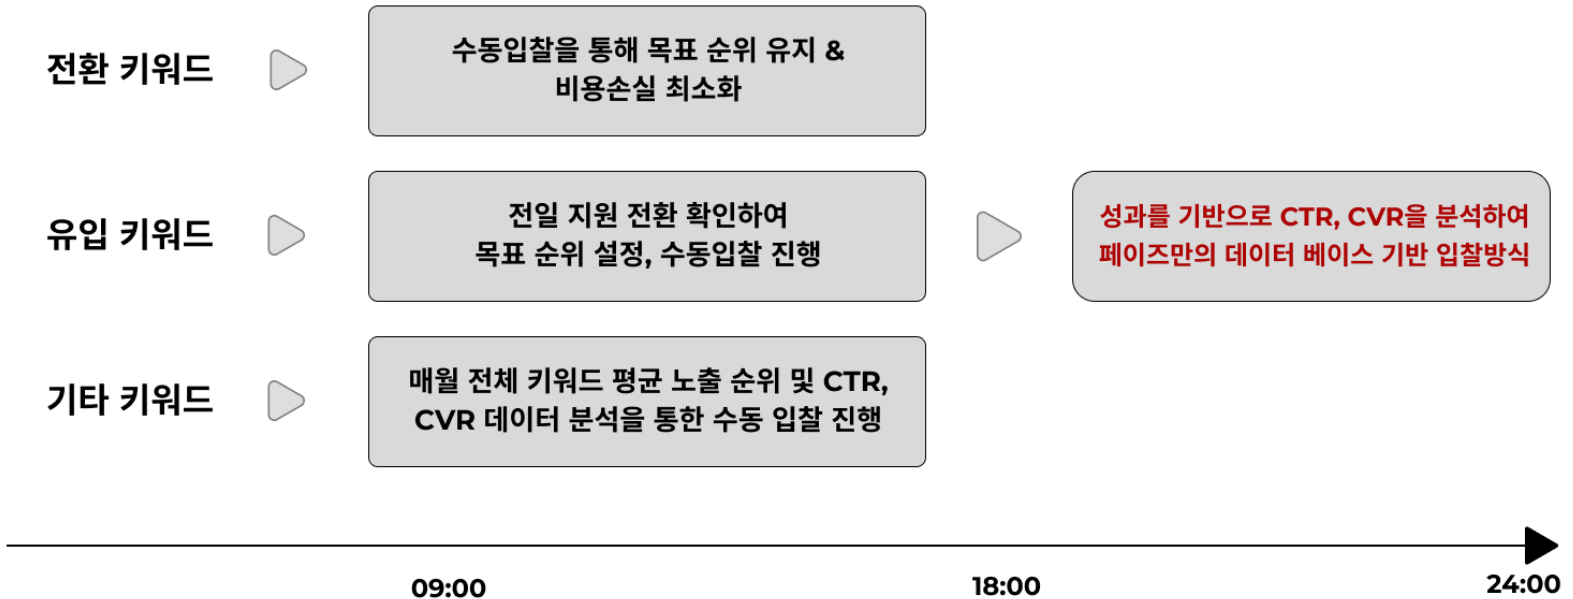 전환 키워드
수동입찰을 통해 목표 순위 유지 &
비용손실 최소화
유입 키워드
전일 지원 전환 확인하여
목표 순위 설정, 수동입찰 진행
성과를 기반으로 CTR, CVR을 분석하여
페이즈만의 데이터 베이스 기반 입찰방식
기타 키워드
매월 전체 키워드 평균 노출 순위 및 CTR,
CVR 데이터 분석을 통한 수동 입찰 진행
09:00
18:00
24:00